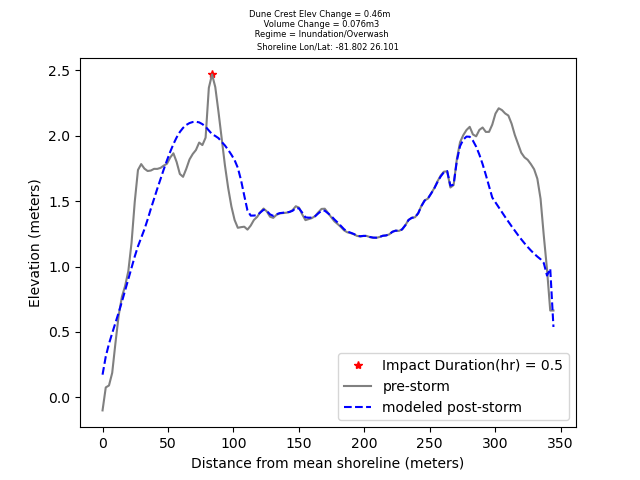 Dune Crest Elev Change = 0.46m
Volume Change = 0.076m3
Regime = Inundation/Overwash
Shoreline Lon/Lat: -81.802 26.101
2.5
2.0
1.5
1.0
0.5
0.0
Elevation (meters)
Impact Duration(hr) = 0.5
pre-storm
modeled post-storm
0 50 100 150 200 250 300 350
Distance from mean shoreline (meters)